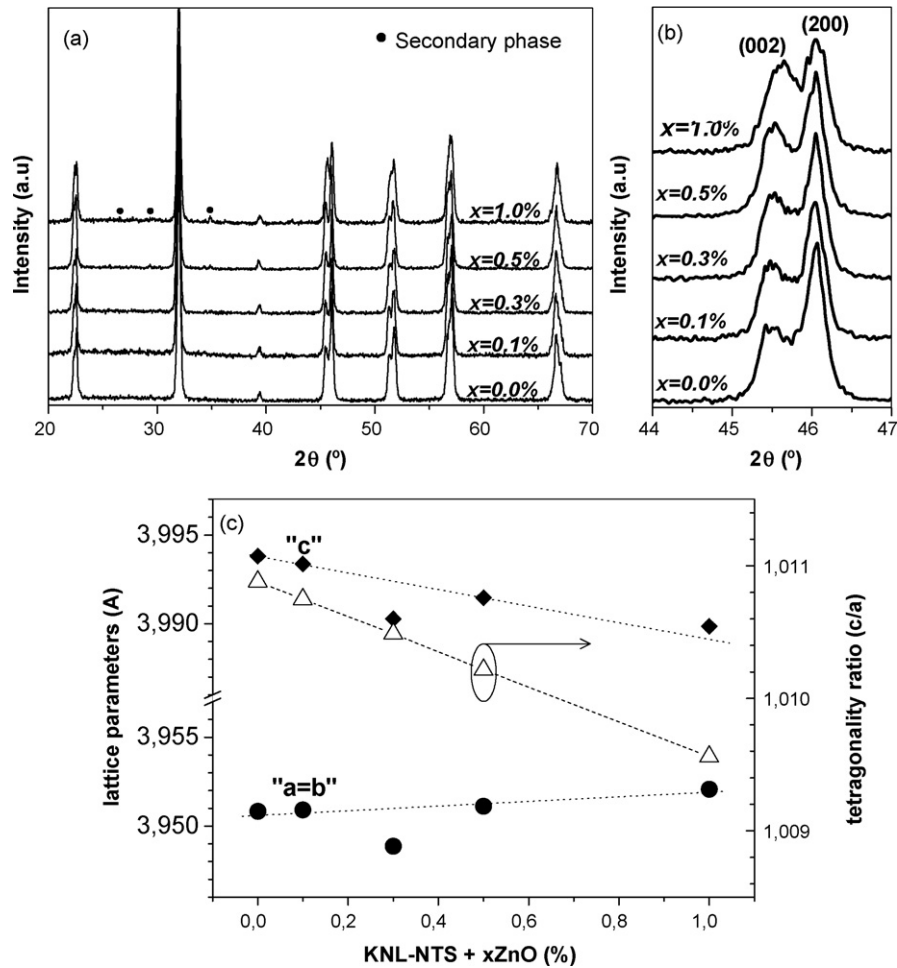 (a)
● Secondary phase
Intensity (a.u)
x=1.0%
x=0.5%
x=0.3%
x=0.1%
x=0.0%
20 30 40 50 60 70
2θ (º)
(b)
(200)
(002)
Intensity (a.u)
x=1.0%
x=0.5%
x=0.3%
x=0.1%
x=0.0%
44 45 46 47
2θ (º)
(c)
lattice parameters (A)
3,995
3,990
3,955
3,950
"c"
"a=b"
1,011
1,010
1,009
tetragonality ratio (c/a)
0,0 0,2 0,4 0,6 0,8 1,0
KNL-NTS + xZnO (%)